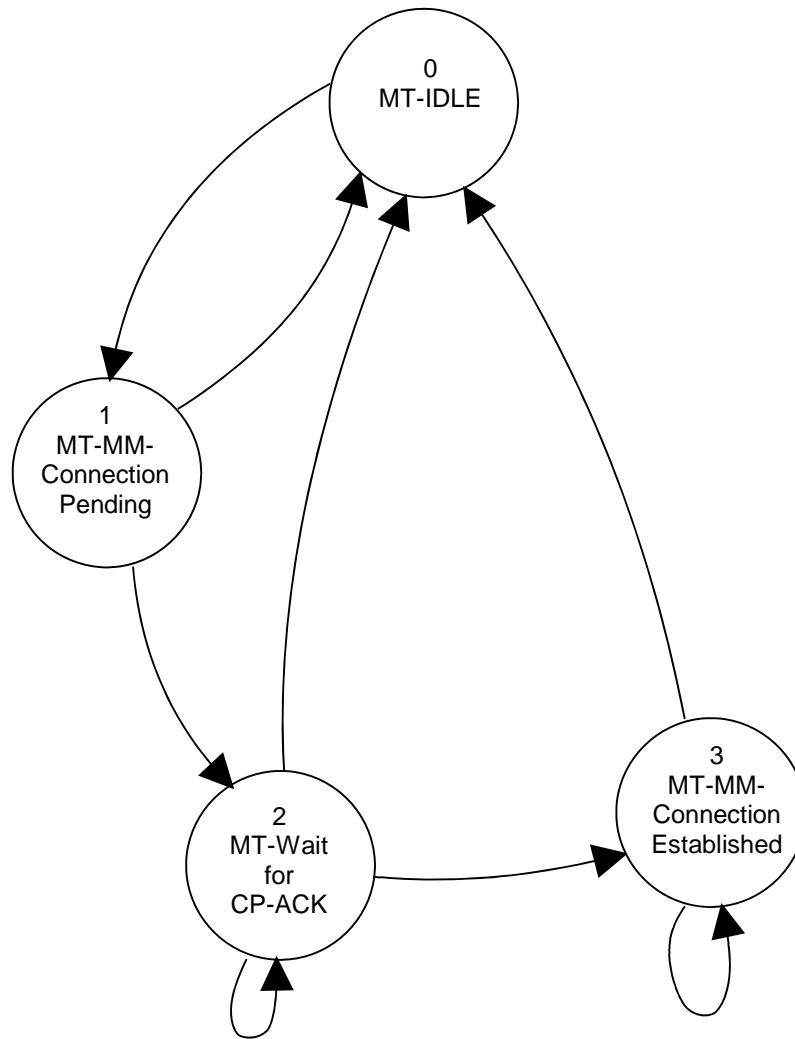 0
MT-IDLE
1
MT-MM-
Connection
Pending
2
MT-Wait
for
CP-ACK
3
MT-MM-
Connection
Established